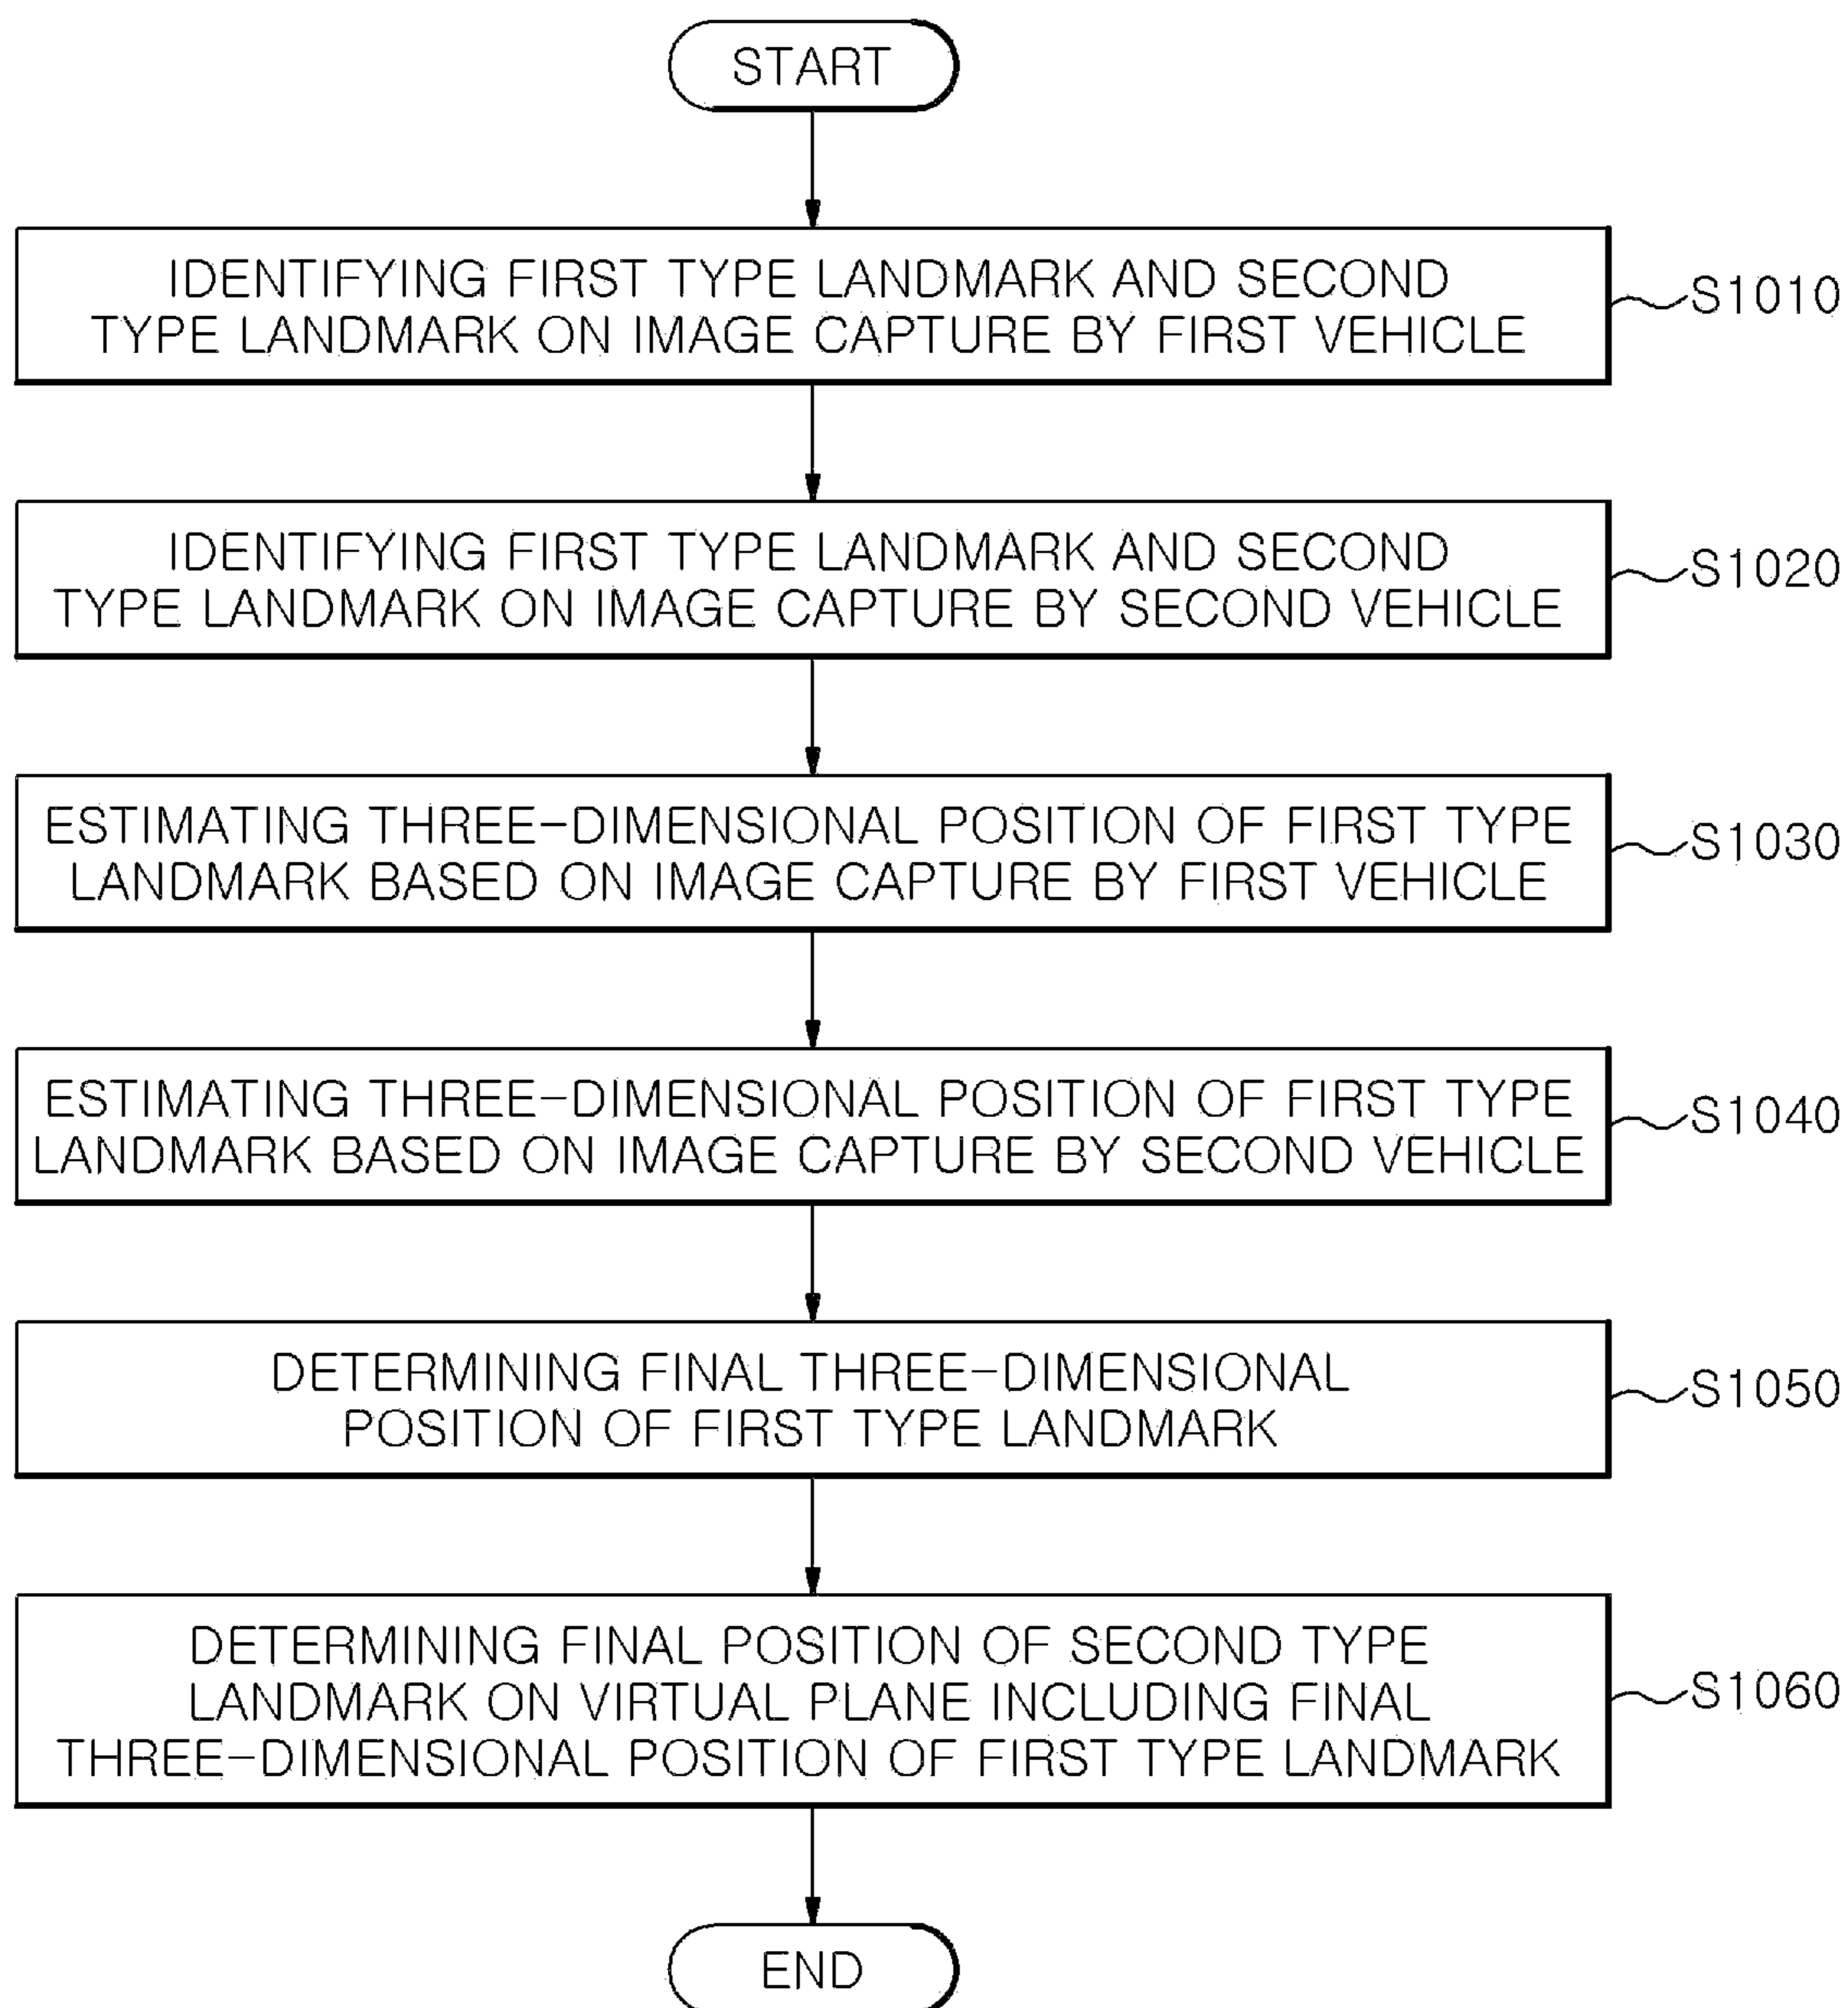 START
IDENTIFYING FIRST TYPE LANDMARK AND SECOND
TYPE LANDMARK ON IMAGE CAPTURE BY FIRST VEHICLE
S1010
IDENTIFYING FIRST TYPE LANDMARK AND SECOND
TYPE LANDMARK ON IMAGE CAPTURE BY SECOND VEHICLE
S1020
ESTIMATING THREE-DIMENSIONAL POSITION OF FIRST TYPE
LANDMARK BASED ON IMAGE CAPTURE BY FIRST VEHICLE
S1030
ESTIMATING THREE-DIMENSIONAL POSITION OF FIRST TYPE
LANDMARK BASED ON IMAGE CAPTURE BY SECOND VEHICLE
S1040
DETERMINING FINAL THREE-DIMENSIONAL
POSITION OF FIRST TYPE LANDMARK
S1050
DETERMINING FINAL POSITION OF SECOND TYPE
LANDMARK ON VIRTUAL PLANE INCLUDING FINAL
THREE-DIMENSIONAL POSITION OF FIRST TYPE LANDMARK
S1060
END